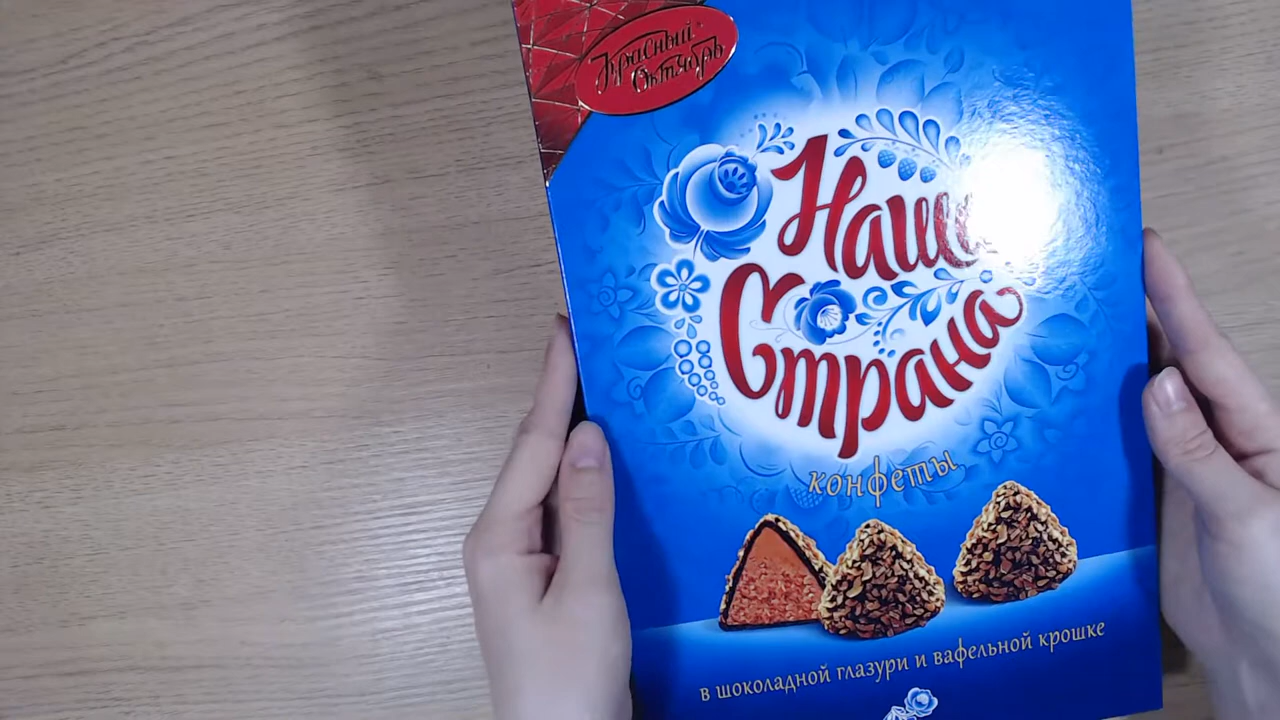 Красный
Октябрь
Наша
Страна
конфеты
в шоколадной глазури и вафельной крошке